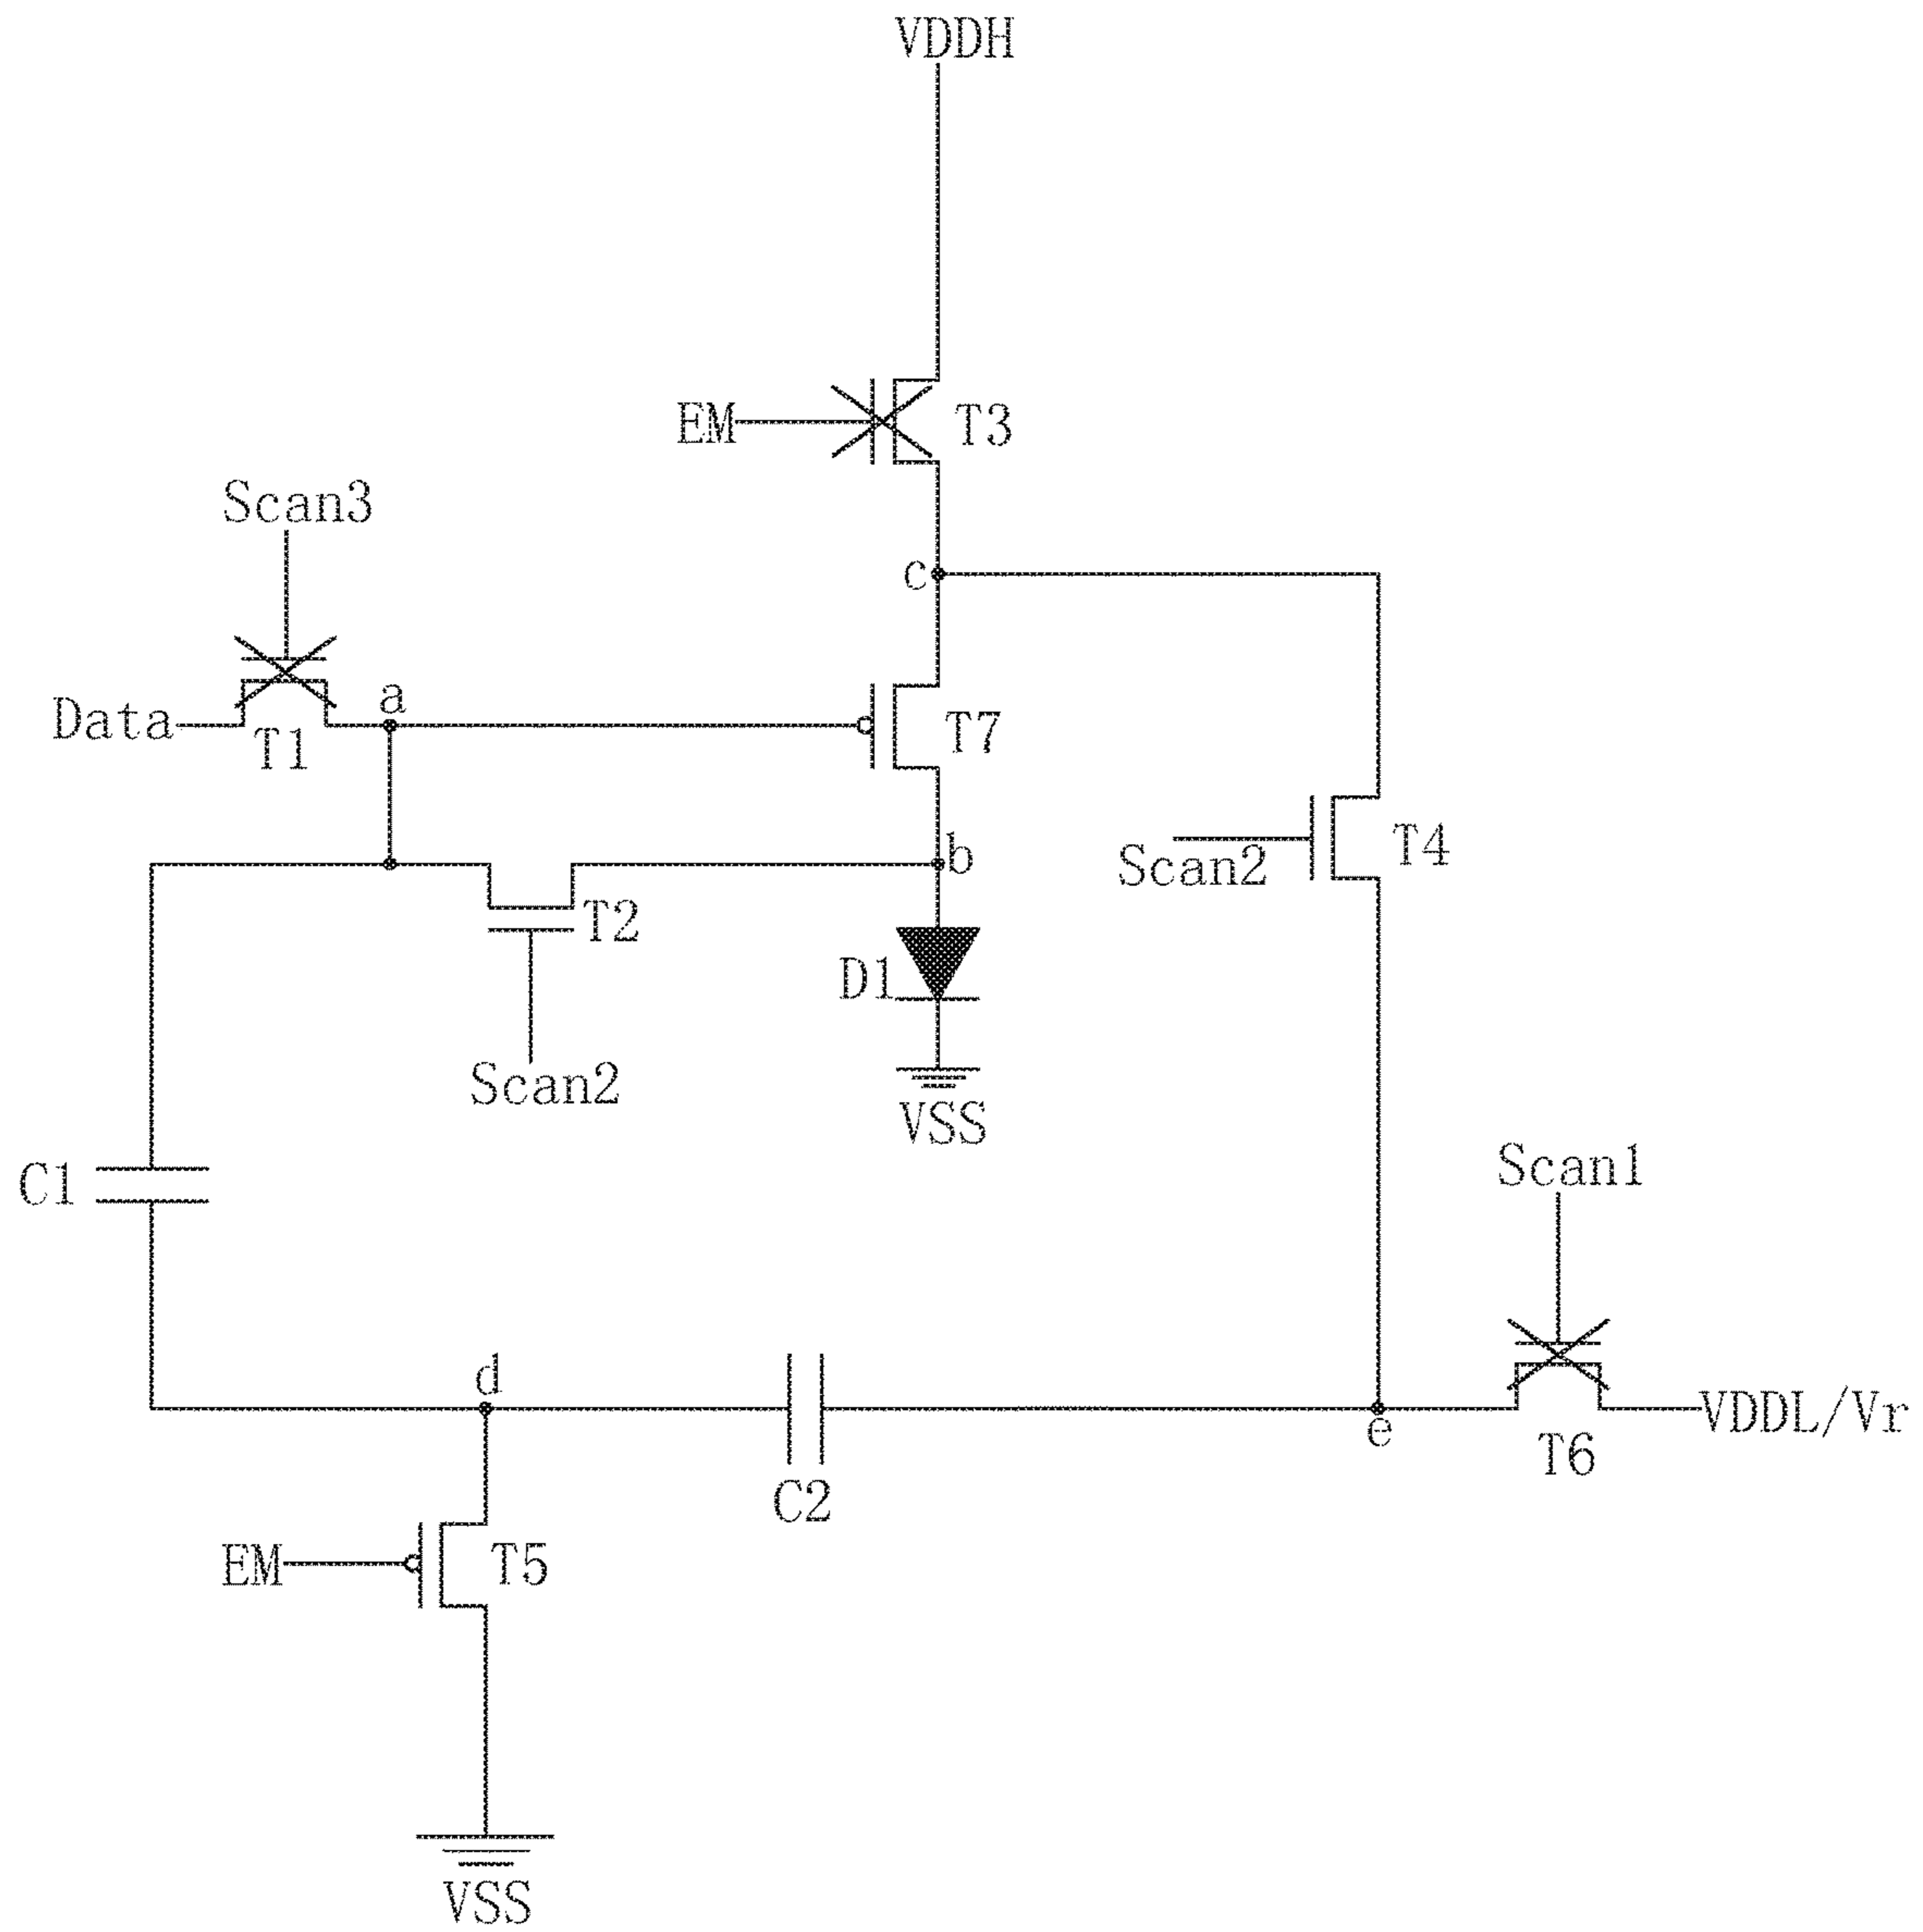 VDDH
EM
T3
Scan3
c
Data
T1
a
T7
b
Scan2
T4
T2
D1
Scan2
VSS
C1
Scan1
d
e
VDDL/Vr
T6
C2
EM
T5
VSS